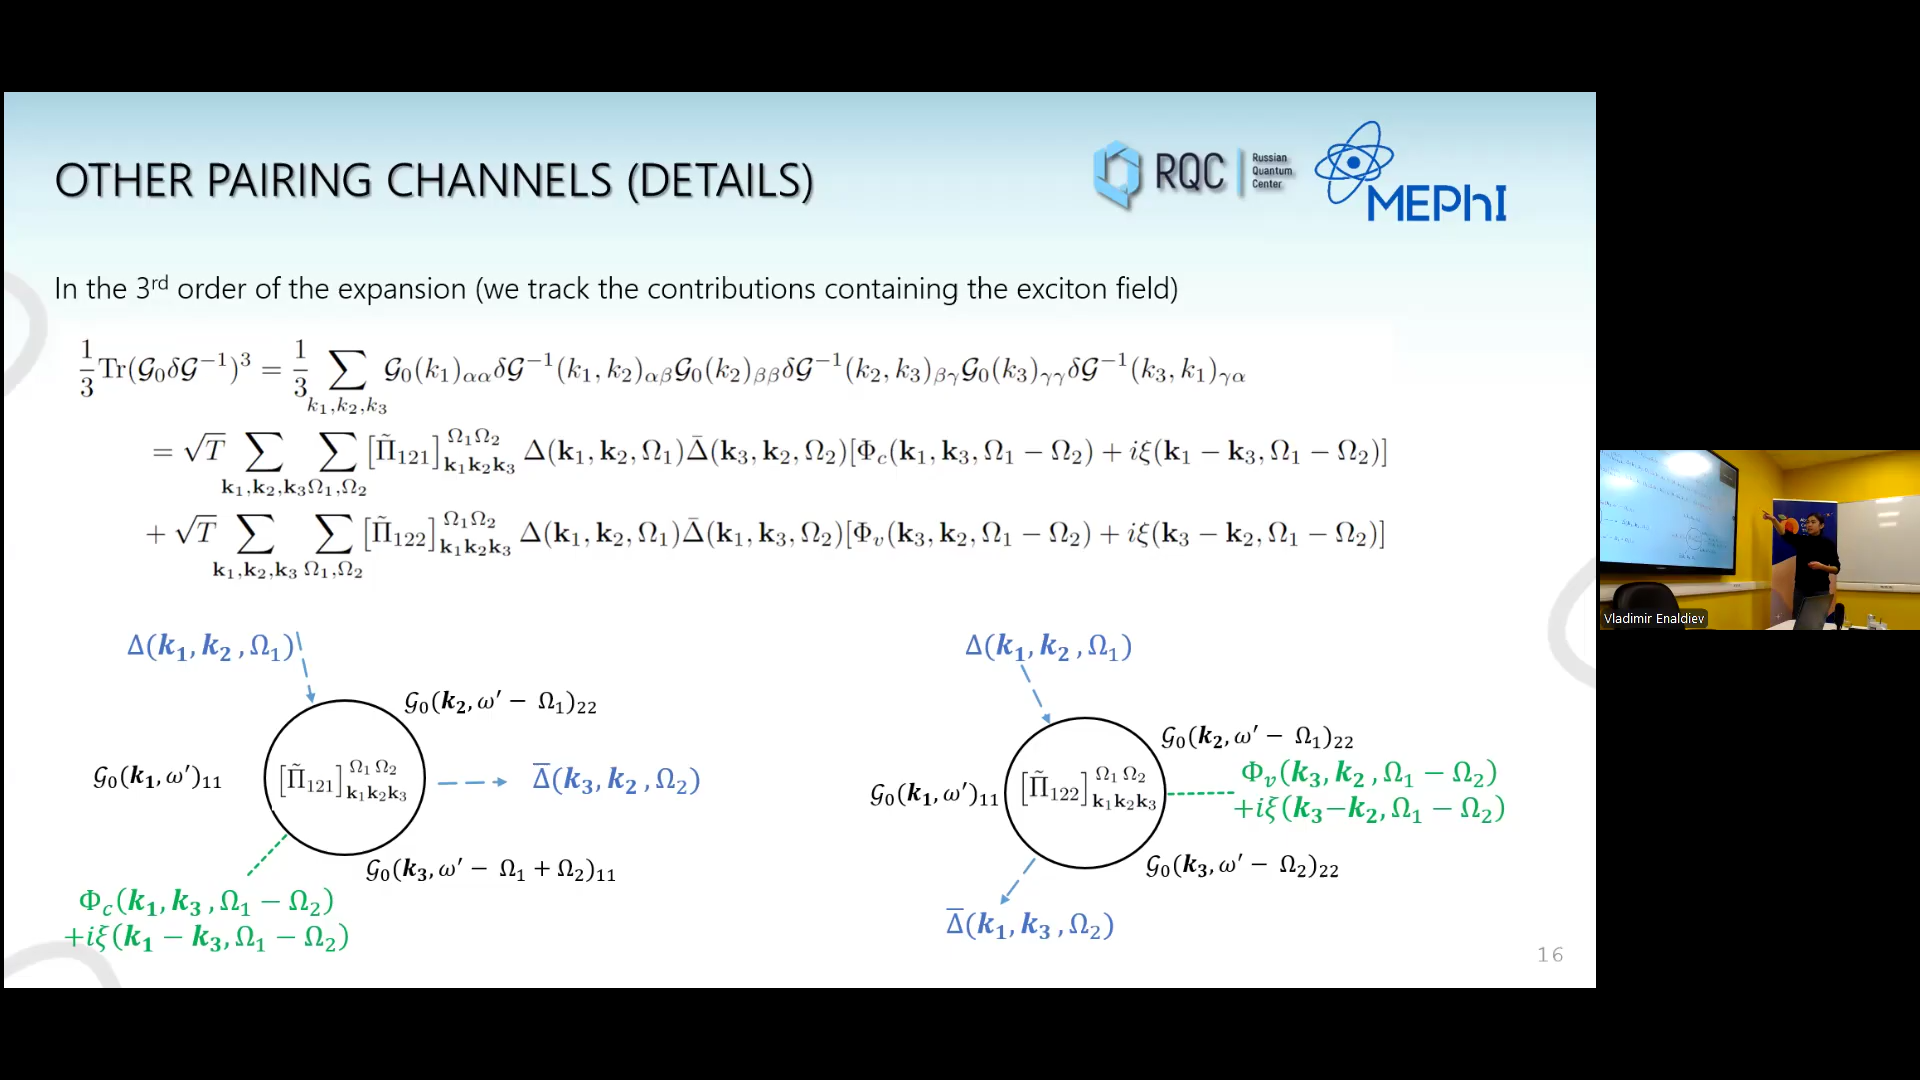 OTHER PAIRING CHANNELS (DETAILS)
RQC
Russian
Quantum
Center
MEPhI
In the 3rd order of the expansion (we track the contributions containing the exciton field)
1/3 Tr(𝒢₀δ𝒢⁻¹)³ = 1/3 ∑_{k₁,k₂,k₃} 𝒢₀(k₁)_{αα}δ𝒢⁻¹(k₁, k₂)_{αβ}𝒢₀(k₂)_{ββ}δ𝒢⁻¹(k₂, k₃)_{βγ}𝒢₀(k₃)_{γγ}δ𝒢⁻¹(k₃, k₁)_{γα}
= √T ∑_{k₁,k₂,k₃} ∑_{Ω₁,Ω₂} [Π̃₁₂₁]^{Ω₁Ω₂}_{k₁k₂k₃} Δ(k₁, k₂, Ω₁)Δ̄(k₃, k₂, Ω₂)[Φ_c(k₁, k₃, Ω₁ − Ω₂) + iξ(k₁ − k₃, Ω₁ − Ω₂)]
+ √T ∑_{k₁,k₂,k₃} ∑_{Ω₁,Ω₂} [Π̃₁₂₂]^{Ω₁Ω₂}_{k₁k₂k₃} Δ(k₁, k₂, Ω₁)Δ̄(k₁, k₃, Ω₂)[Φ_v(k₃, k₂, Ω₁ − Ω₂) + iξ(k₃ − k₂, Ω₁ − Ω₂)]
Δ(k₁, k₂, Ω₁)
𝒢₀(k₂, ω′ − Ω₁)₂₂
𝒢₀(k₁, ω′)₁₁
[Π̃₁₂₁]^{Ω₁ Ω₂}_{k₁k₂k₃}
Δ̄(k₃, k₂, Ω₂)
𝒢₀(k₃, ω′ − Ω₁ + Ω₂)₁₁
Φ_c(k₁, k₃, Ω₁ − Ω₂)
+iξ(k₁ − k₃, Ω₁ − Ω₂)
Δ(k₁, k₂, Ω₁)
𝒢₀(k₂, ω′ − Ω₁)₂₂
𝒢₀(k₁, ω′)₁₁
[Π̃₁₂₂]^{Ω₁ Ω₂}_{k₁k₂k₃}
Φ_v(k₃, k₂, Ω₁ − Ω₂)
+iξ(k₃−k₂, Ω₁ − Ω₂)
𝒢₀(k₃, ω′ − Ω₂)₂₂
Δ̄(k₁, k₃, Ω₂)
16
Vladimir Enaldiev